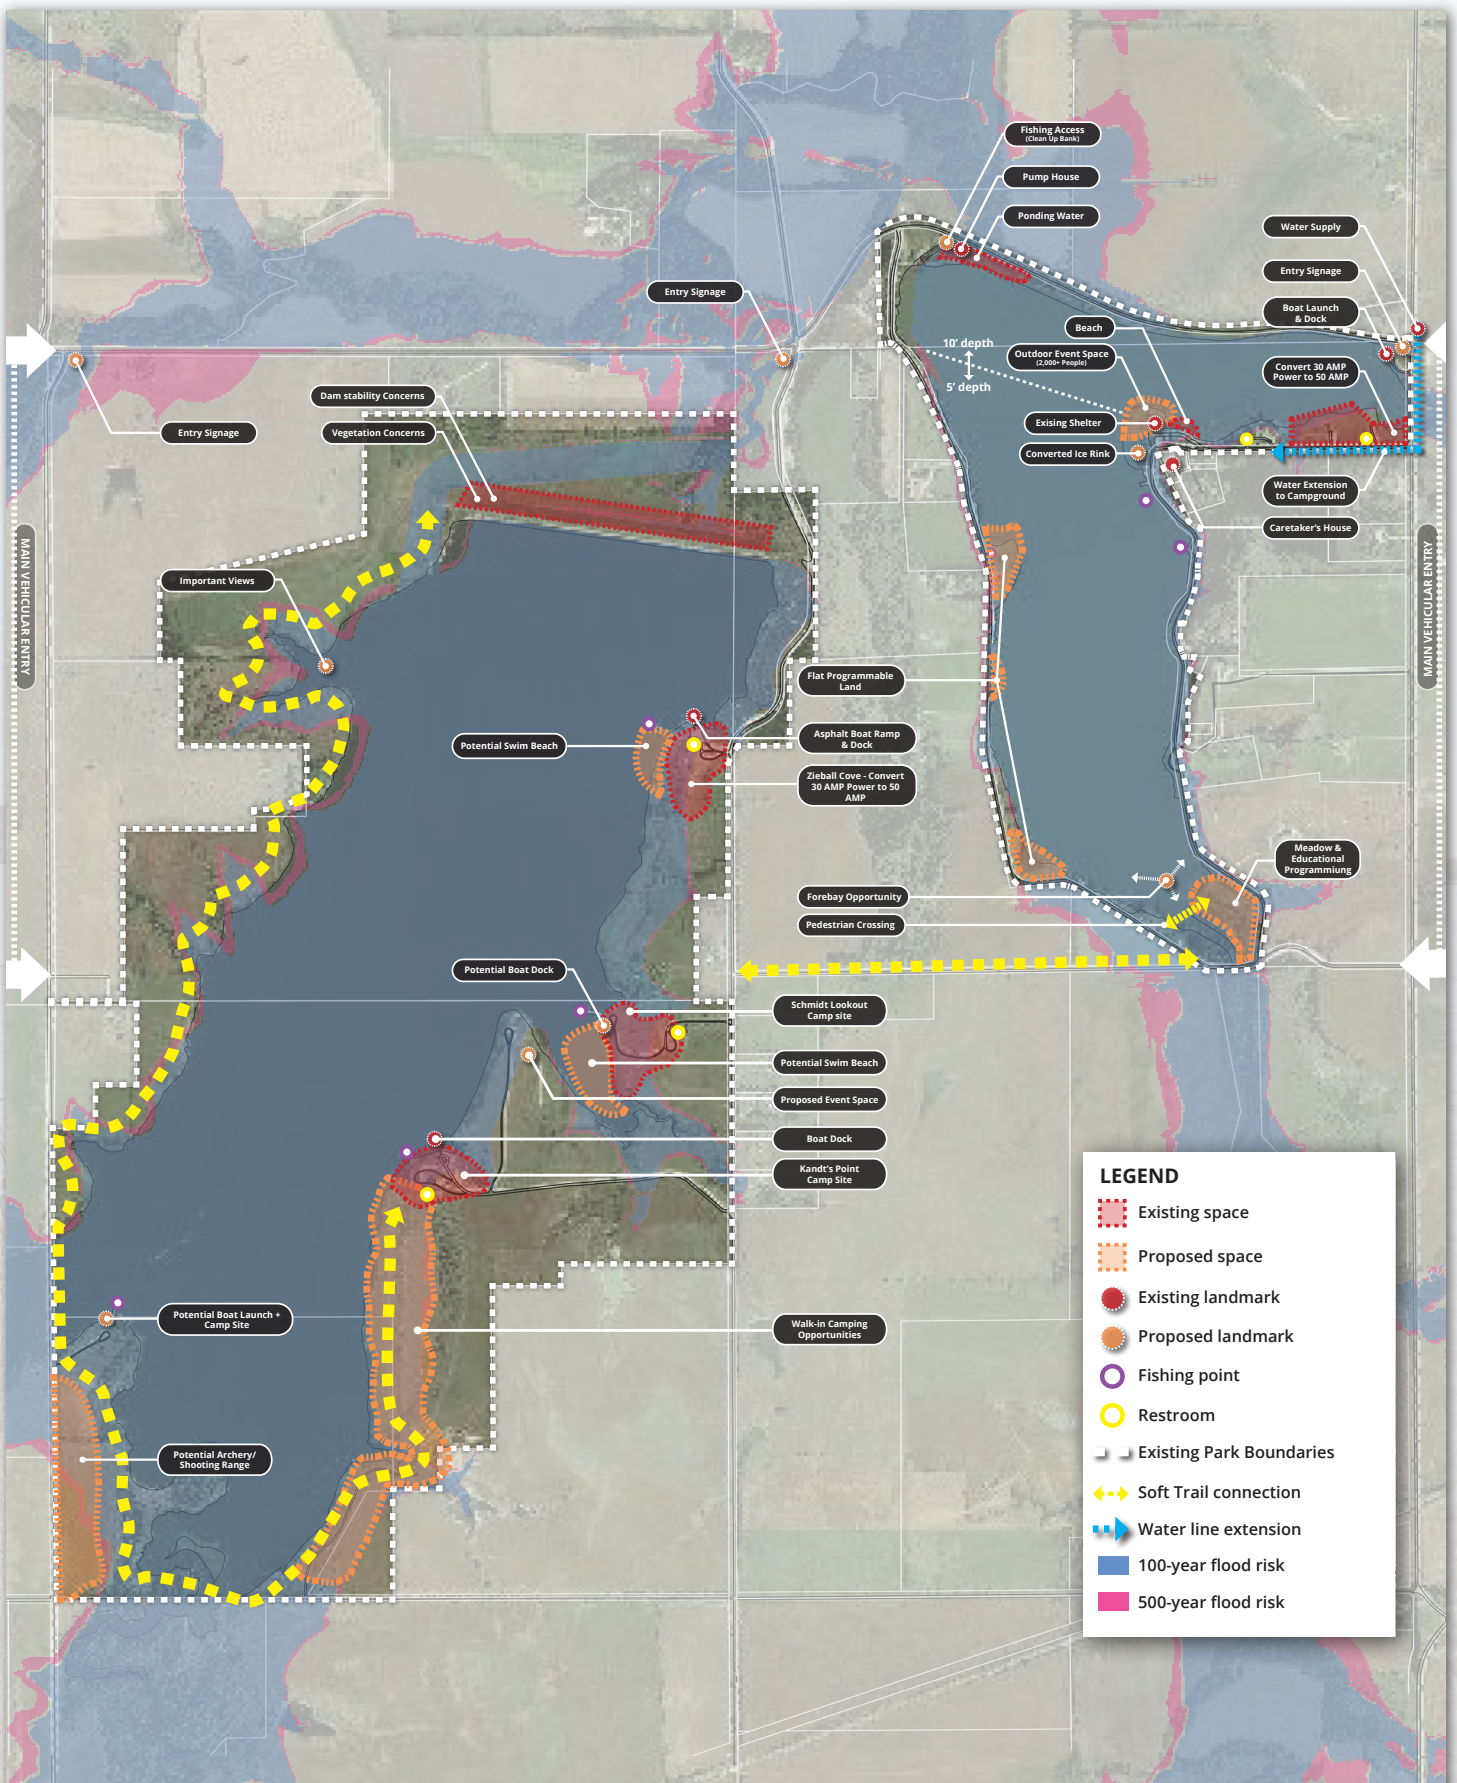 Fishing Access
(Clean Up Bank)
Pump House
Ponding Water
Water Supply
Entry Signage
Boat Launch
& Dock
Convert 30 AMP
Power to 50 AMP
Entry Signage
Beach
10' depth
5' depth
Outdoor Event Space
(2,000+ People)
Exising Shelter
Converted Ice Rink
Water Extension
to Campground
Caretaker's House
Dam stability Concerns
Vegetation Concerns
Entry Signage
MAIN VEHICULAR ENTRY
MAIN VEHICULAR ENTRY
Important Views
Flat Programmable
Land
Potential Swim Beach
Asphalt Boat Ramp
& Dock
Zieball Cove - Convert
30 AMP Power to 50
AMP
Meadow &
Educational
Programmiung
Forebay Opportunity
Pedestrian Crossing
Potential Boat Dock
Schmidt Lookout
Camp site
Potential Swim Beach
Proposed Event Space
Boat Dock
Kandt's Point
Camp Site
Potential Boat Launch +
Camp Site
Walk-in Camping
Opportunities
Potential Archery/
Shooting Range
LEGEND
Existing space
Proposed space
Existing landmark
Proposed landmark
Fishing point
Restroom
Existing Park Boundaries
Soft Trail connection
Water line extension
100-year flood risk
500-year flood risk